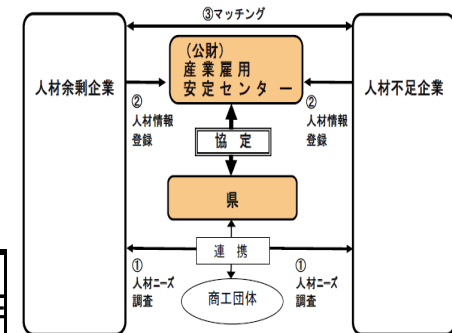 ③マッチング
人材余剰企業
(公財)
産業雇用
安定センター
人材不足企業
②
人材情報
登録
②
人材情報
登録
協 定
県
連 携
①
人材ニーズ
調査
①
人材ニーズ
調査
商工団体